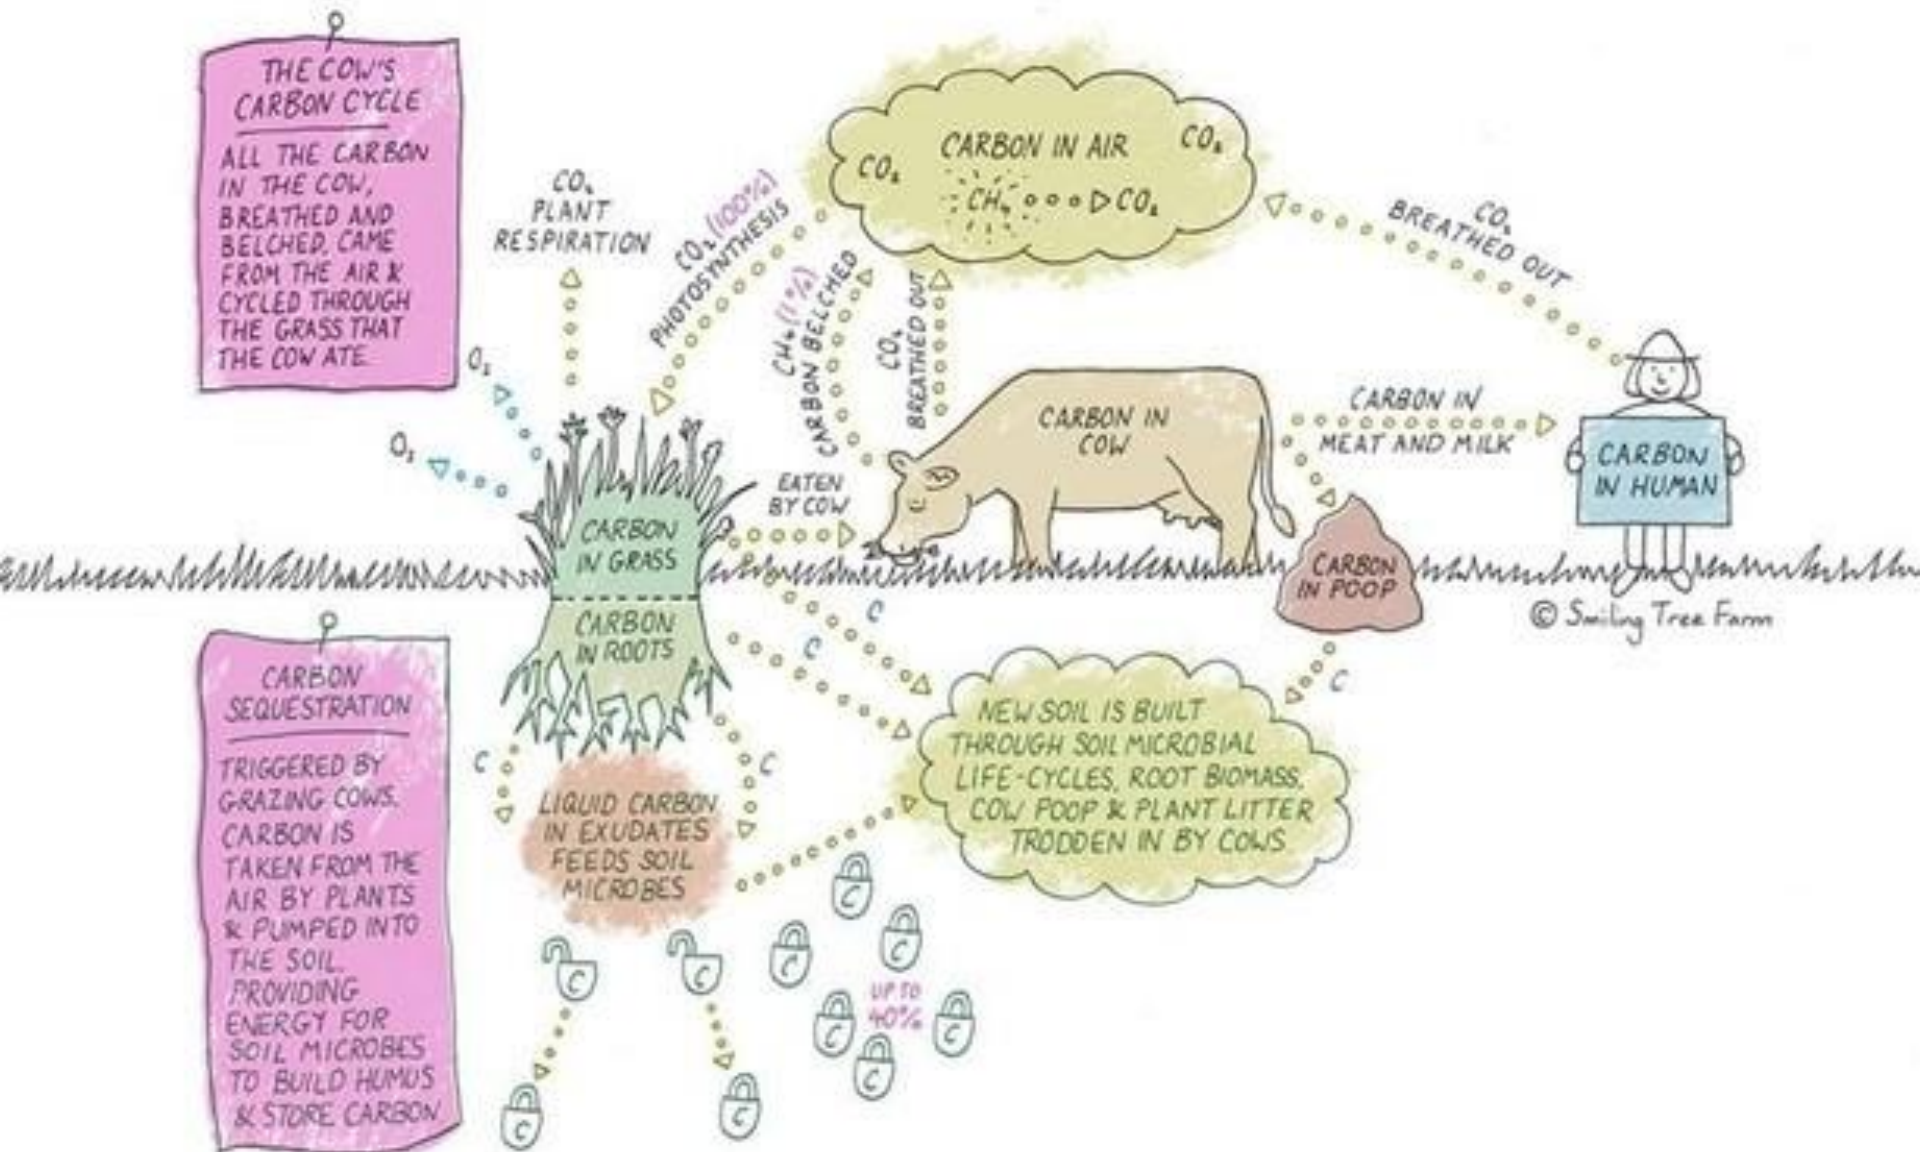 THE COW'S
CARBON CYCLE
ALL THE CARBON
IN THE COW,
BREATHED AND
BELCHED, CAME
FROM THE AIR &
CYCLED THROUGH
THE GRASS THAT
THE COW ATE.
CO₂
PLANT
RESPIRATION
O₂
O₂
CO₂ (100%)
PHOTOSYNTHESIS
CH₄ (1%)
CARBON BELCHED
CO₂
BREATHED OUT
CARBON IN AIR
CO₂
CO₂
CH₄ CO₂
CO₂
BREATHED OUT
CARBON IN
COW
CARBON IN
MEAT AND MILK
CARBON
IN HUMAN
EATEN
BY COW
CARBON
IN GRASS
CARBON
IN POOP
© Smiling Tree Farm
CARBON
IN ROOTS
C
C
C
C
C
CARBON
SEQUESTRATION
TRIGGERED BY
GRAZING COWS.
CARBON IS
TAKEN FROM THE
AIR BY PLANTS
& PUMPED INTO
THE SOIL.
PROVIDING
ENERGY FOR
SOIL MICROBES
TO BUILD HUMUS
& STORE CARBON
LIQUID CARBON
IN EXUDATES
FEEDS SOIL
MICROBES
NEW SOIL IS BUILT
THROUGH SOIL MICROBIAL
LIFE-CYCLES, ROOT BIOMASS,
COW POOP & PLANT LITTER
TRODDEN IN BY COWS
C
C
C
C
C
UP TO
40%
C
C
C
C
C